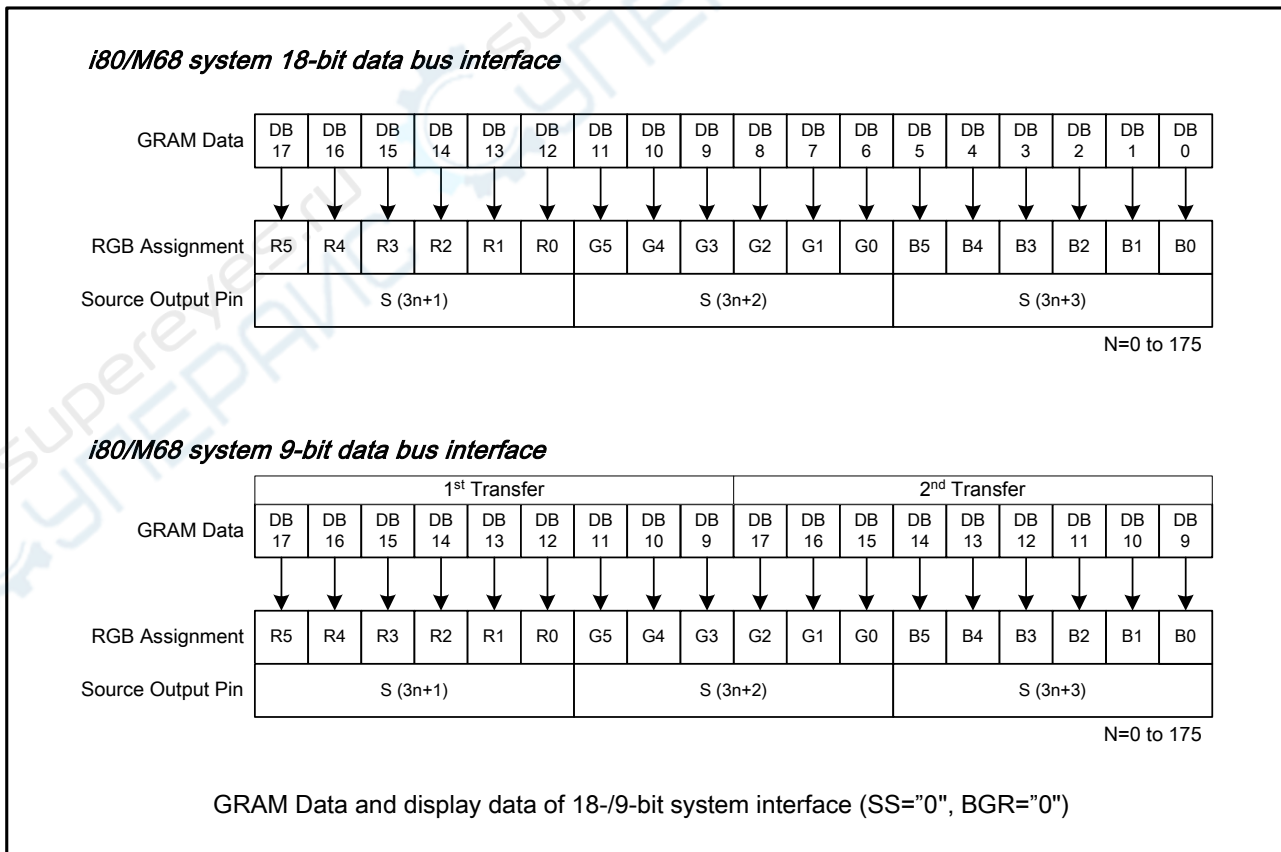 i80/M68 system 18-bit data bus interface
GRAM Data DB 17 DB 16 DB 15 DB 14 DB 13 DB 12 DB 11 DB 10 DB 9 DB 8 DB 7 DB 6 DB 5 DB 4 DB 3 DB 2 DB 1 DB 0
RGB Assignment R5 R4 R3 R2 R1 R0 G5 G4 G3 G2 G1 G0 B5 B4 B3 B2 B1 B0
Source Output Pin S (3n+1) S (3n+2) S (3n+3)
N=0 to 175
i80/M68 system 9-bit data bus interface
1st Transfer 2nd Transfer
GRAM Data DB 17 DB 16 DB 15 DB 14 DB 13 DB 12 DB 11 DB 10 DB 9 DB 17 DB 16 DB 15 DB 14 DB 13 DB 12 DB 11 DB 10 DB 9
RGB Assignment R5 R4 R3 R2 R1 R0 G5 G4 G3 G2 G1 G0 B5 B4 B3 B2 B1 B0
Source Output Pin S (3n+1) S (3n+2) S (3n+3)
N=0 to 175
GRAM Data and display data of 18-/9-bit system interface (SS="0", BGR="0")
supereyes.ru
СУПЕРАЙС